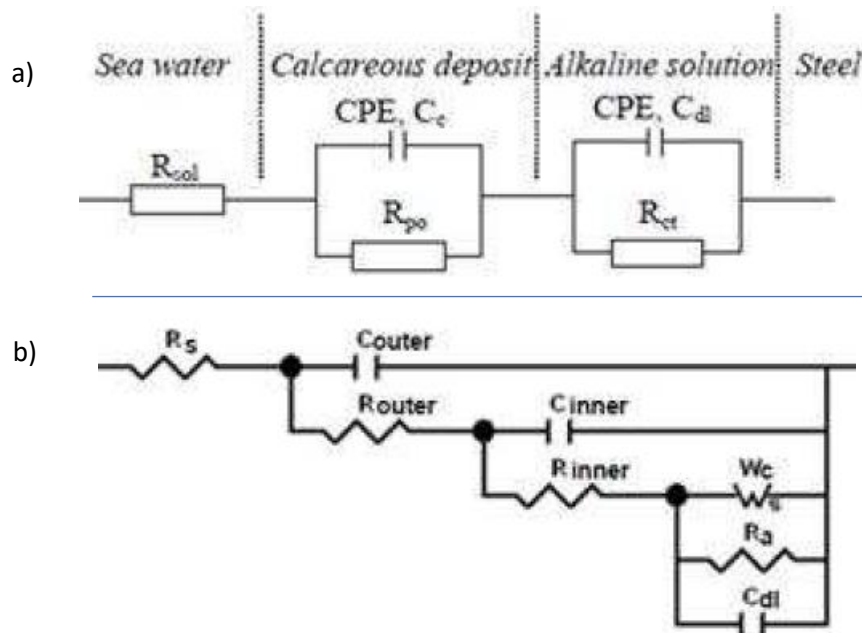 a)
Sea water
Calcareous deposit
Alkaline solution
Steel
CPE, Cc
CPE, Cdl
Rsol
Rpo
Rct
b)
Rs
Couter
Router
Cinner
Rinner
Wc
s
Ra
Cdl